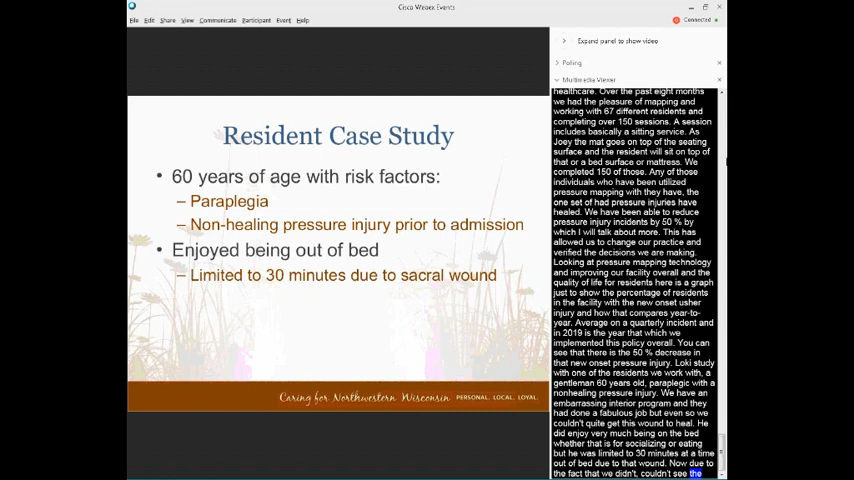 Cisco Webex Events
File Edit Share View Communicate Participant Event Help
Connected
Expand panel to show video
Polling
Multimedia Viewer
Resident Case Study
• 60 years of age with risk factors:
– Paraplegia
– Non-healing pressure injury prior to admission
• Enjoyed being out of bed
– Limited to 30 minutes due to sacral wound
Caring for Northwestern Wisconsin PERSONAL. LOCAL. LOYAL.
healthcare. Over the past eight months
we had the pleasure of mapping and
working with 67 different residents and
completing over 150 sessions. A session
includes basically a sitting service. As
Joey the mat goes on top of the seating
surface and the resident will sit on top of
that or a bed surface or mattress. We
completed 150 of those. Any of those
individuals who have been utilized
pressure mapping with they have, the
one set of had pressure injuries have
healed. We have been able to reduce
pressure injury incidents by 50 % by
which I will talk about more. This has
allowed us to change our practice and
verified the decisions we are making.
Looking at pressure mapping technology
and improving our facility overall and the
quality of life for residents here is a graph
just to show the percentage of residents
in the facility with the new onset usher
injury and how that compares year-to-
year. Average on a quarterly incident and
in 2019 is the year that which we
implemented this policy overall. You can
see that there is the 50 % decrease in
that new onset pressure injury. Loki study
with one of the residents we work with, a
gentleman 60 years old, paraplegic with a
nonhealing pressure injury. We have an
embarrassing interior program and they
had done a fabulous job but even so we
couldn't quite get this wound to heal. He
did enjoy very much being on the bed
whether that is for socializing or eating
but he was limited to 30 minutes at a time
out of bed due to that wound. Now due to
the fact that we didn't, couldn't see the